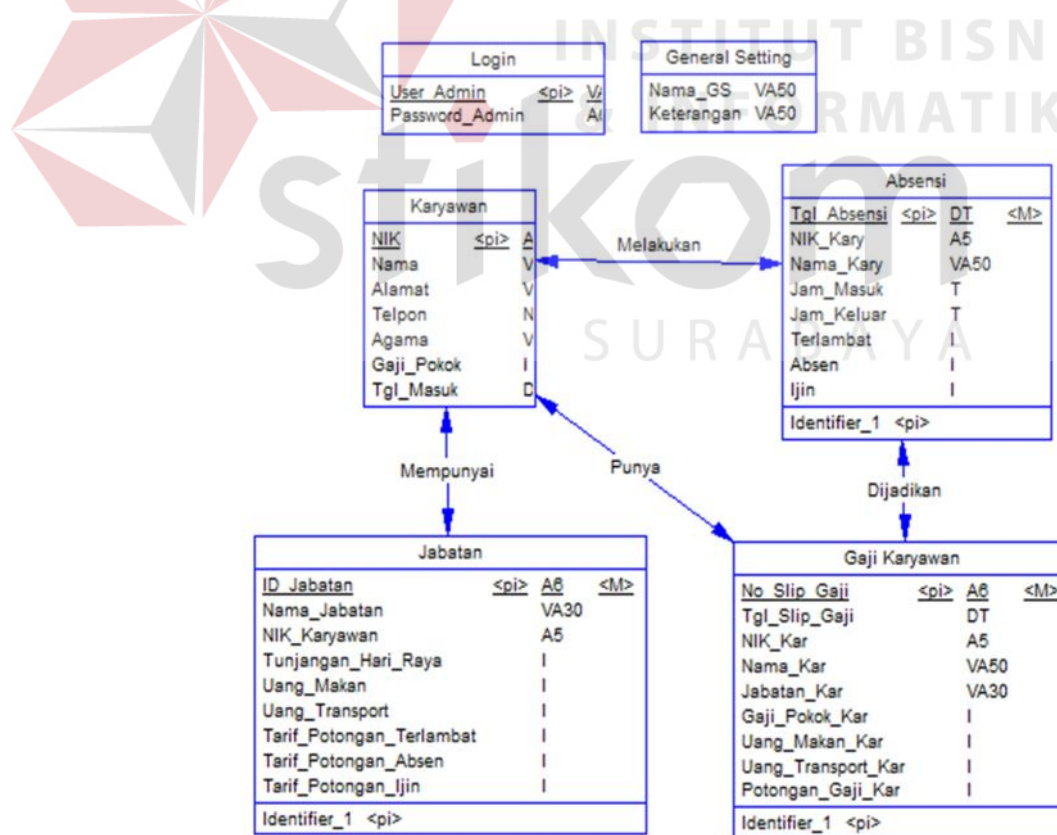 INSTITUT BISN
& INFORMATIK
stikom
SURABAYA
Login
User_Admin <pi>
Password_Admin
General Setting
Nama_GS VA50
Keterangan VA50
Karyawan
NIK <pi> A
Nama V
Alamat V
Telpon N
Agama V
Gaji_Pokok I
Tgl_Masuk D
Melakukan
Absensi
Tgl_Absensi <pi> DT <M>
NIK_Kary A5
Nama_Kary VA50
Jam_Masuk T
Jam_Keluar T
Terlambat I
Absen I
Ijin I
Identifier_1 <pi>
Mempunyai
Punya
Dijadikan
Jabatan
ID_Jabatan <pi> A6 <M>
Nama_Jabatan VA30
NIK_Karyawan A5
Tunjangan_Hari_Raya I
Uang_Makan I
Uang_Transport I
Tarif_Potongan_Terlambat I
Tarif_Potongan_Absen I
Tarif_Potongan_Ijin I
Identifier_1 <pi>
Gaji Karyawan
No_Slip_Gaji <pi> A6 <M>
Tgl_Slip_Gaji DT
NIK_Kar A5
Nama_Kar VA50
Jabatan_Kar VA30
Gaji_Pokok_Kar I
Uang_Makan_Kar I
Uang_Transport_Kar I
Potongan_Gaji_Kar I
Identifier_1 <pi>